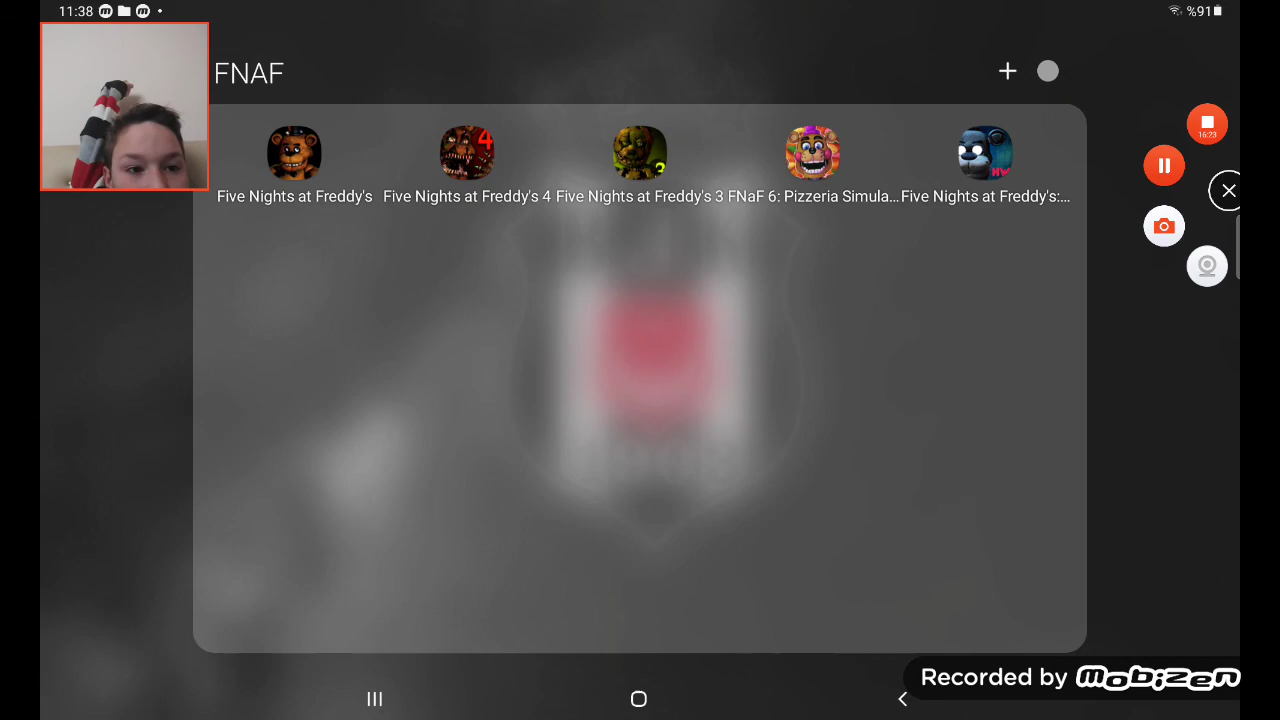 11:38
%91
FNAF
16:23
4
3
HW
Five Nights at Freddy's
Five Nights at Freddy's 4
Five Nights at Freddy's 3
FNaF 6: Pizzeria Simula...
Five Nights at Freddy's:...
Recorded by mobizen